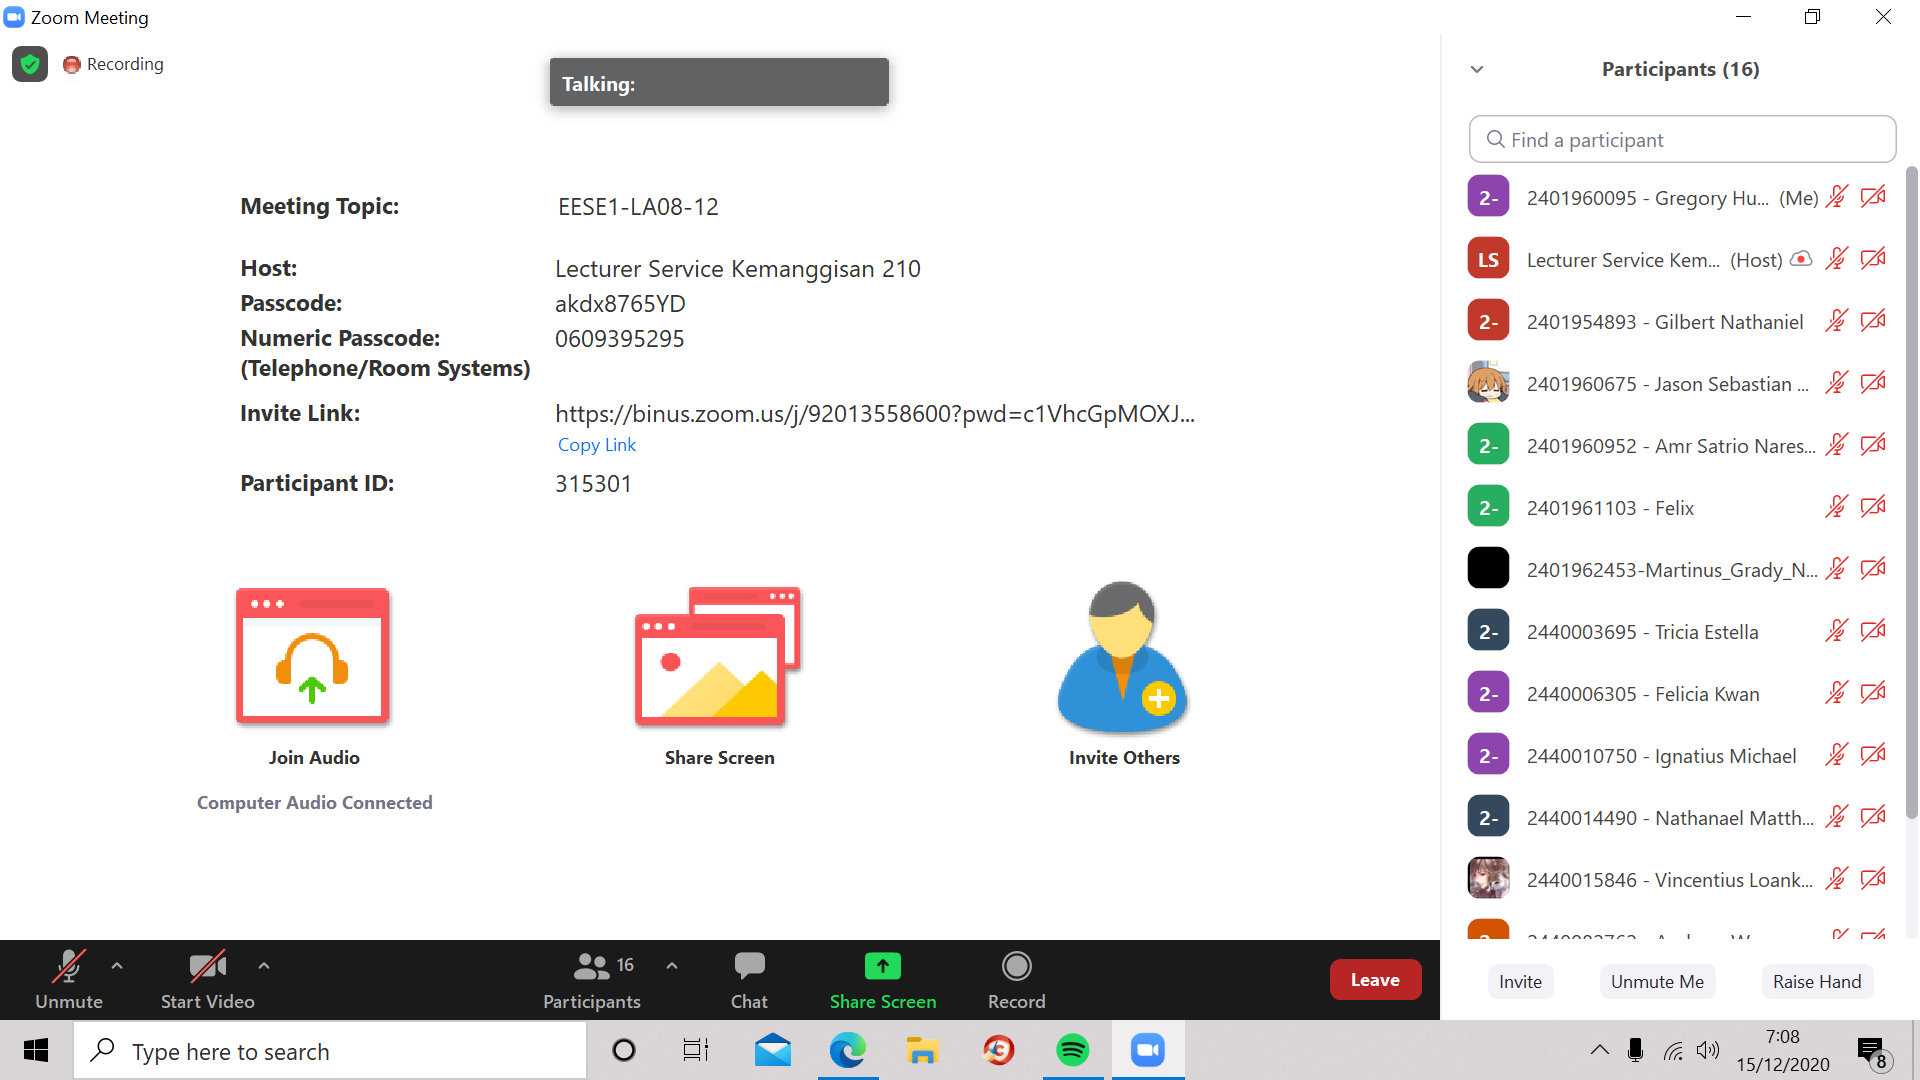 Zoom Meeting
Recording
Talking:
Meeting Topic: EESE1-LA08-12
Host: Lecturer Service Kemanggisan 210
Passcode: akdx8765YD
Numeric Passcode: 0609395295
(Telephone/Room Systems)
Invite Link: https://binus.zoom.us/j/92013558600?pwd=c1VhcGpMOXJ...
Copy Link
Participant ID: 315301
Join Audio
Share Screen
Invite Others
Computer Audio Connected
Unmute
Start Video
16
Participants
Chat
Share Screen
Record
Leave
Participants (16)
Find a participant
2- 2401960095 - Gregory Hu... (Me)
LS Lecturer Service Kem... (Host)
2- 2401954893 - Gilbert Nathaniel
2401960675 - Jason Sebastian ...
2- 2401960952 - Amr Satrio Nares...
2- 2401961103 - Felix
2401962453-Martinus_Grady_N...
2- 2440003695 - Tricia Estella
2- 2440006305 - Felicia Kwan
2- 2440010750 - Ignatius Michael
2- 2440014490 - Nathanael Matth...
2440015846 - Vincentius Loank...
Invite
Unmute Me
Raise Hand
Type here to search
7:08
15/12/2020
8